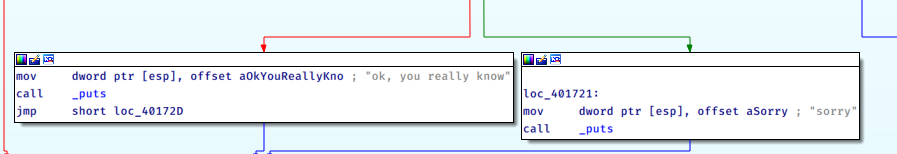 mov     dword ptr [esp], offset aOkYouReallyKno ; "ok, you really know"
call    _puts
jmp     short loc_40172D
loc_401721:
mov     dword ptr [esp], offset aSorry ; "sorry"
call    _puts